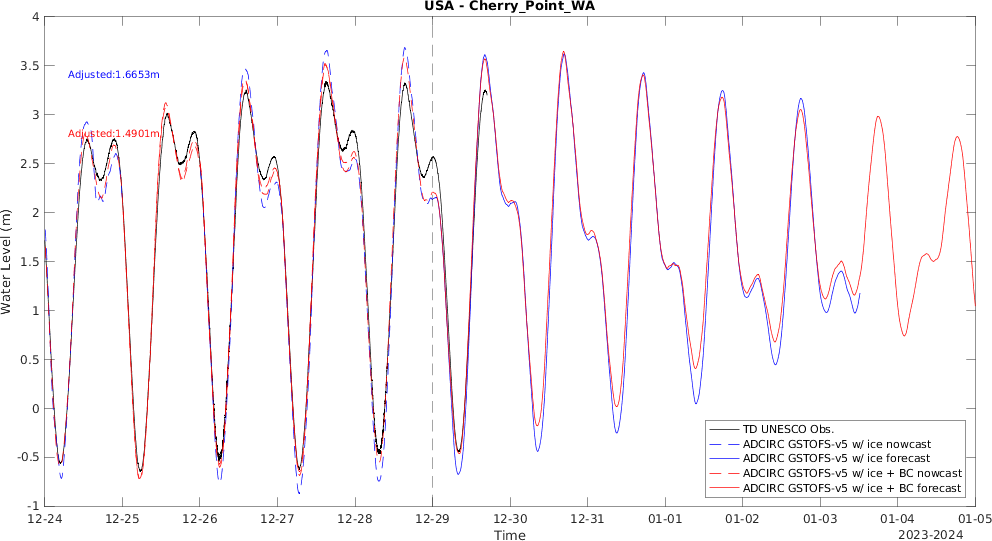 USA - Cherry_Point_WA
4
3.5
3
2.5
2
1.5
1
0.5
0
-0.5
-1
Water Level (m)
Adjusted:1.6653m
Adjusted:1.4901m
TD UNESCO Obs.
ADCIRC GSTOFS-v5 w/ ice nowcast
ADCIRC GSTOFS-v5 w/ ice forecast
ADCIRC GSTOFS-v5 w/ ice + BC nowcast
ADCIRC GSTOFS-v5 w/ ice + BC forecast
12-24 12-25 12-26 12-27 12-28 12-29 12-30 12-31 01-01 01-02 01-03 01-04 01-05
Time
2023-2024